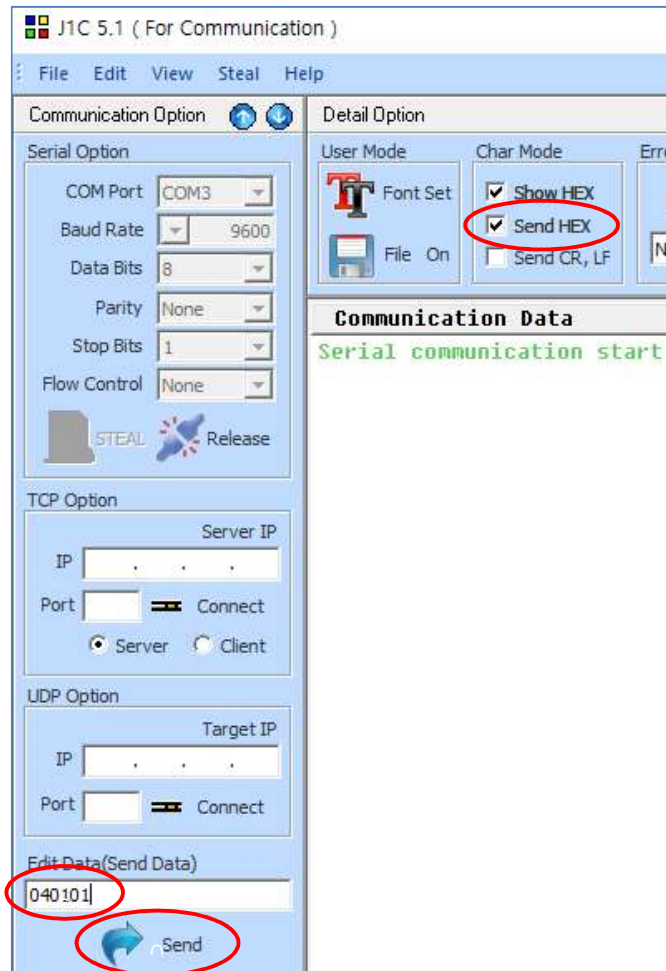 J1C 5.1 ( For Communication )
File Edit View Steal Help
Communication Option
Serial Option
COM Port COM3
Baud Rate 9600
Data Bits 8
Parity None
Stop Bits 1
Flow Control None
STEAL Release
TCP Option
Server IP
IP . . .
Port Connect
Server Client
UDP Option
Target IP
IP . . .
Port Connect
Edit Data(Send Data)
040101
Send
Detail Option
User Mode
Font Set
File On
Char Mode
Show HEX
Send HEX
Send CR, LF
Communication Data
Serial communication start